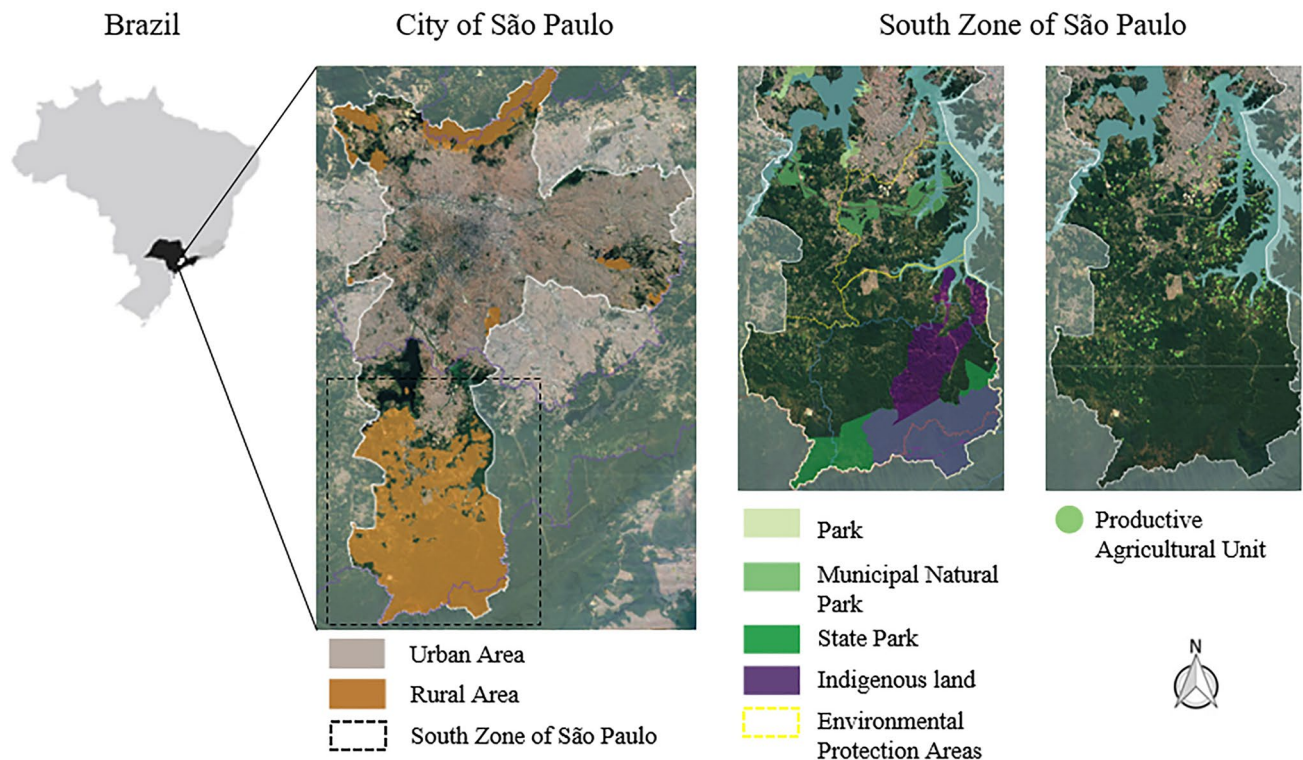 Brazil
City of São Paulo
South Zone of São Paulo
Urban Area
Rural Area
South Zone of São Paulo
Park
Municipal Natural
Park
State Park
Indigenous land
Environmental
Protection Areas
Productive
Agricultural Unit
N